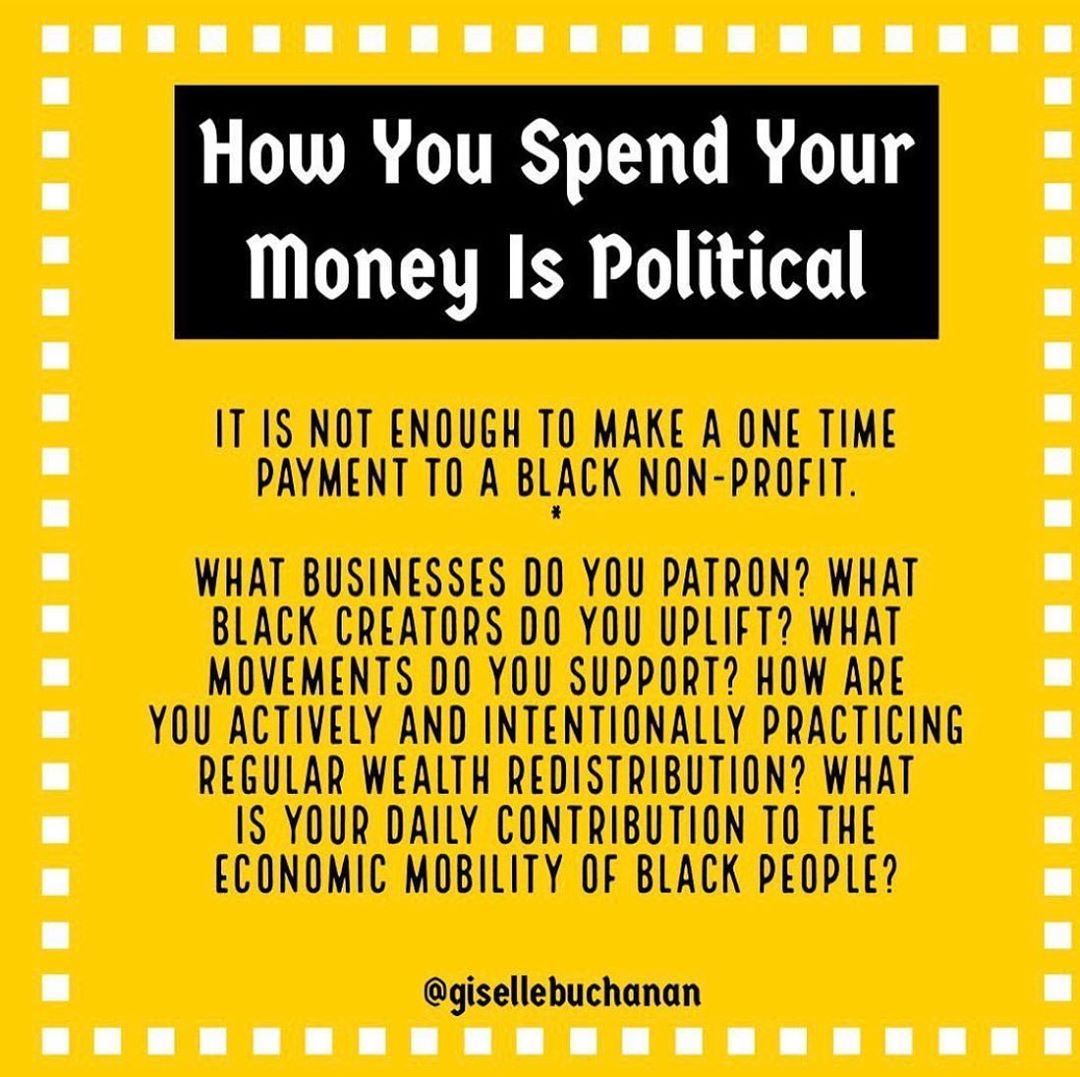 How You Spend Your
Money Is Political
IT IS NOT ENOUGH TO MAKE A ONE TIME
PAYMENT TO A BLACK NON-PROFIT.
*
WHAT BUSINESSES DO YOU PATRON? WHAT
BLACK CREATORS DO YOU UPLIFT? WHAT
MOVEMENTS DO YOU SUPPORT? HOW ARE
YOU ACTIVELY AND INTENTIONALLY PRACTICING
REGULAR WEALTH REDISTRIBUTION? WHAT
IS YOUR DAILY CONTRIBUTION TO THE
ECONOMIC MOBILITY OF BLACK PEOPLE?
@gisellebuchanan